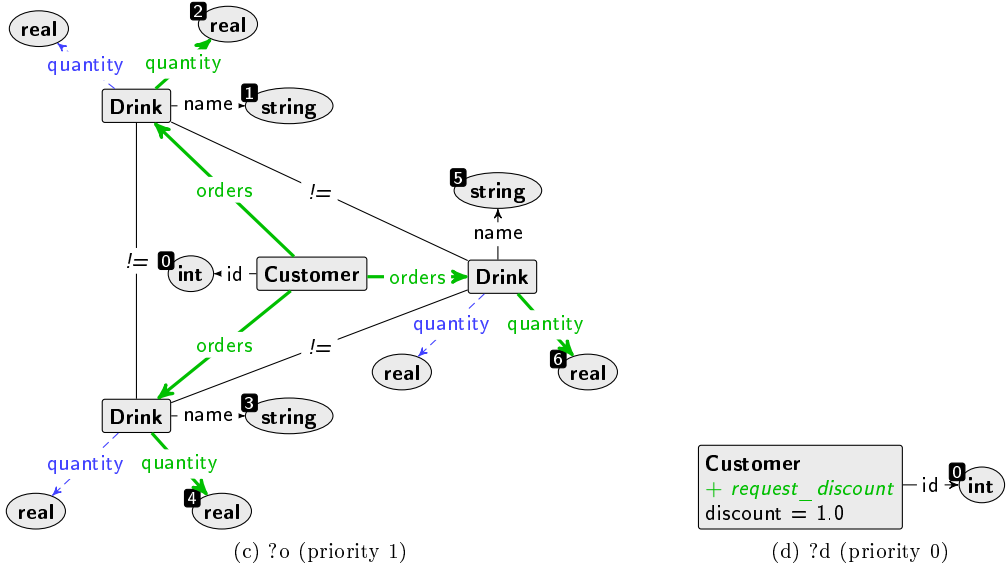 2
real
real
quantity
quantity
1
Drink
name
string
5
string
orders
!=
name
!=
0
int
id
Customer
orders
Drink
quantity
quantity
orders
!=
6
real
real
3
Drink
name
string
quantity
quantity
4
real
real
Customer
+ request_discount
discount = 1.0
id
0
int
(c) ?o (priority 1)
(d) ?d (priority 0)